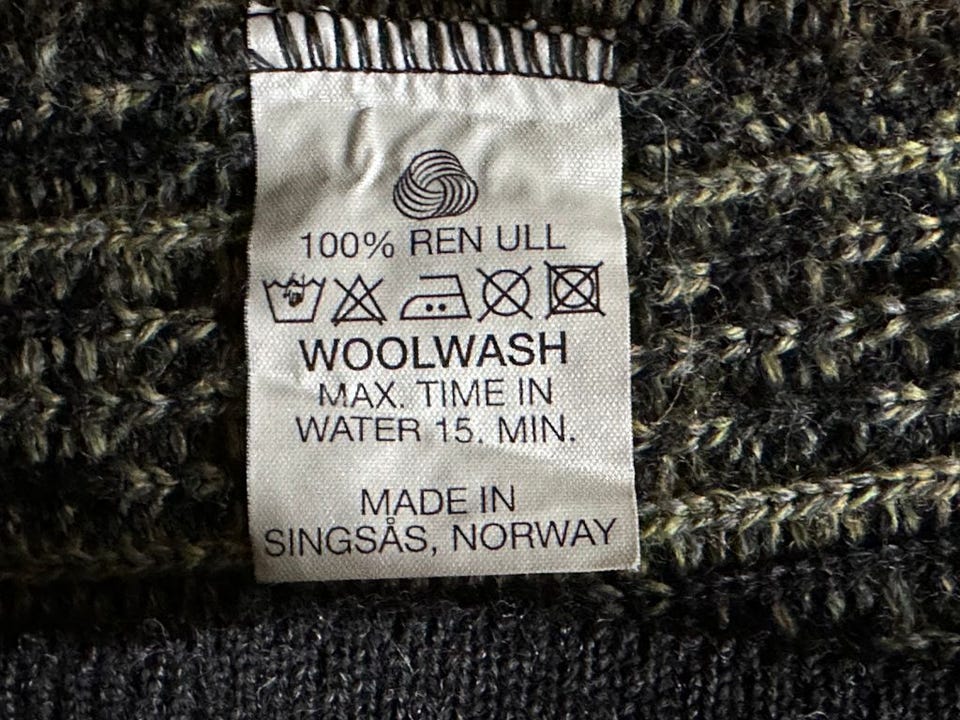 100% REN ULL
WOOLWASH
MAX. TIME IN
WATER 15. MIN.
MADE IN
SINGSÅS, NORWAY